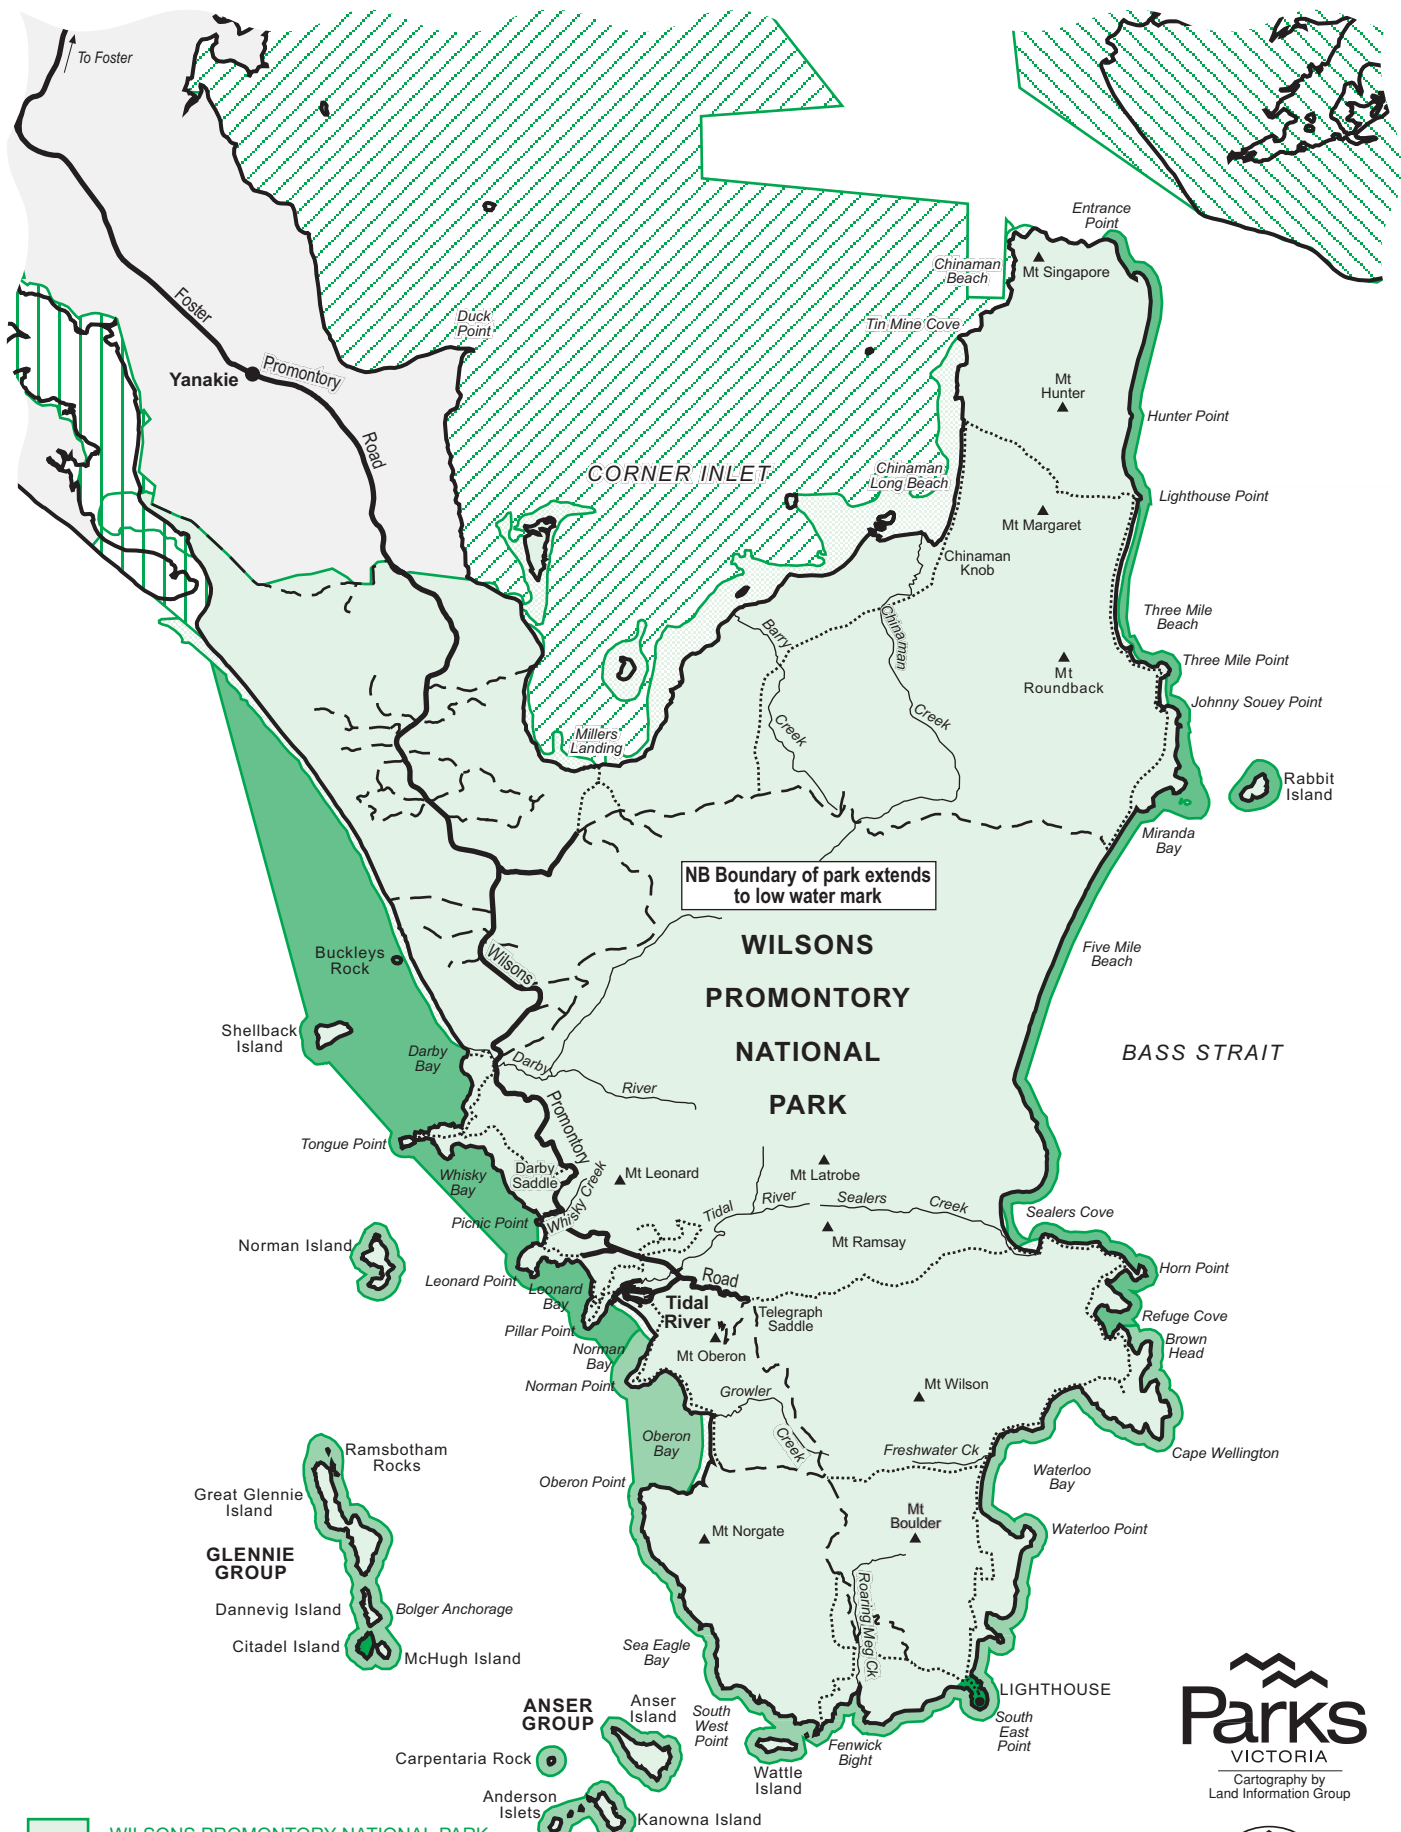 To Foster
Entrance
Point
Chinaman
Beach
Mt Singapore
Foster
Duck
Point
Tin Mine Cove
Yanakie
Promontory
Mt
Hunter
Hunter Point
Road
CORNER INLET
Chinaman
Long Beach
Lighthouse Point
Mt Margaret
Chinaman
Knob
Three Mile
Beach
Barry
Chinaman
Three Mile Point
Mt
Roundback
Johnny Souey Point
Creek
Creek
Millers
Landing
Rabbit
Island
Miranda
Bay
NB Boundary of park extends
to low water mark
WILSONS
PROMONTORY
NATIONAL
PARK
Five Mile
Beach
Buckleys
Rock
Wilsons
Shellback
Island
Darby
Bay
BASS STRAIT
Darby
River
Promontory
Tongue Point
Whisky
Bay
Darby
Saddle
Mt Leonard
Mt Latrobe
Whisky Creek
Picnic Point
Tidal
River
Sealers
Creek
Sealers Cove
Norman Island
Mt Ramsay
Leonard Point
Leonard
Bay
Road
Horn Point
Tidal
River
Telegraph
Saddle
Refuge Cove
Pillar Point
Brown
Head
Norman
Bay
Mt Oberon
Norman Point
Growler
Mt Wilson
Oberon
Bay
Creek
Freshwater Ck
Cape Wellington
Ramsbotham
Rocks
Waterloo
Bay
Oberon Point
Great Glennie
Island
Mt
Boulder
Mt Norgate
Waterloo Point
GLENNIE
GROUP
Roaring Meg Ck
Dannevig Island
Bolger Anchorage
Citadel Island
McHugh Island
Sea Eagle
Bay
LIGHTHOUSE
ANSER
GROUP
Anser
Island
South
West
Point
South
East
Point
Carpentaria Rock
Fenwick
Bight
Wattle
Island
Anderson
Islets
Kanowna Island
Parks
VICTORIA
Cartography by
Land Information Group
WILSONS PROMONTORY NATIONAL PARK